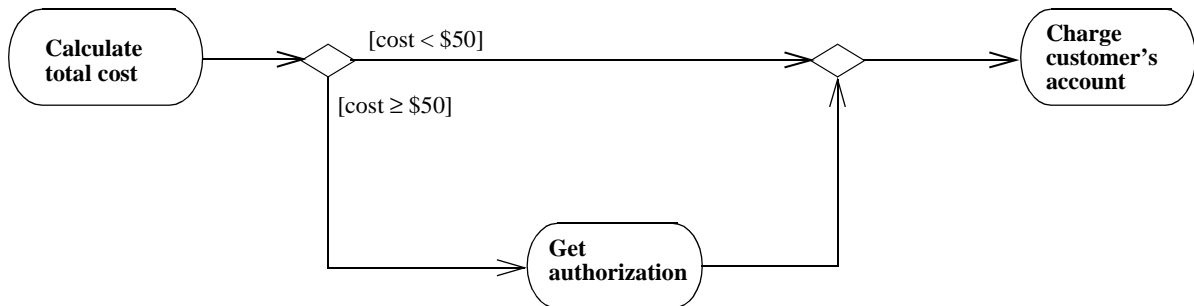 Calculate
total cost
[cost < $50]
[cost ≥ $50]
Get
authorization
Charge
customer’s
account